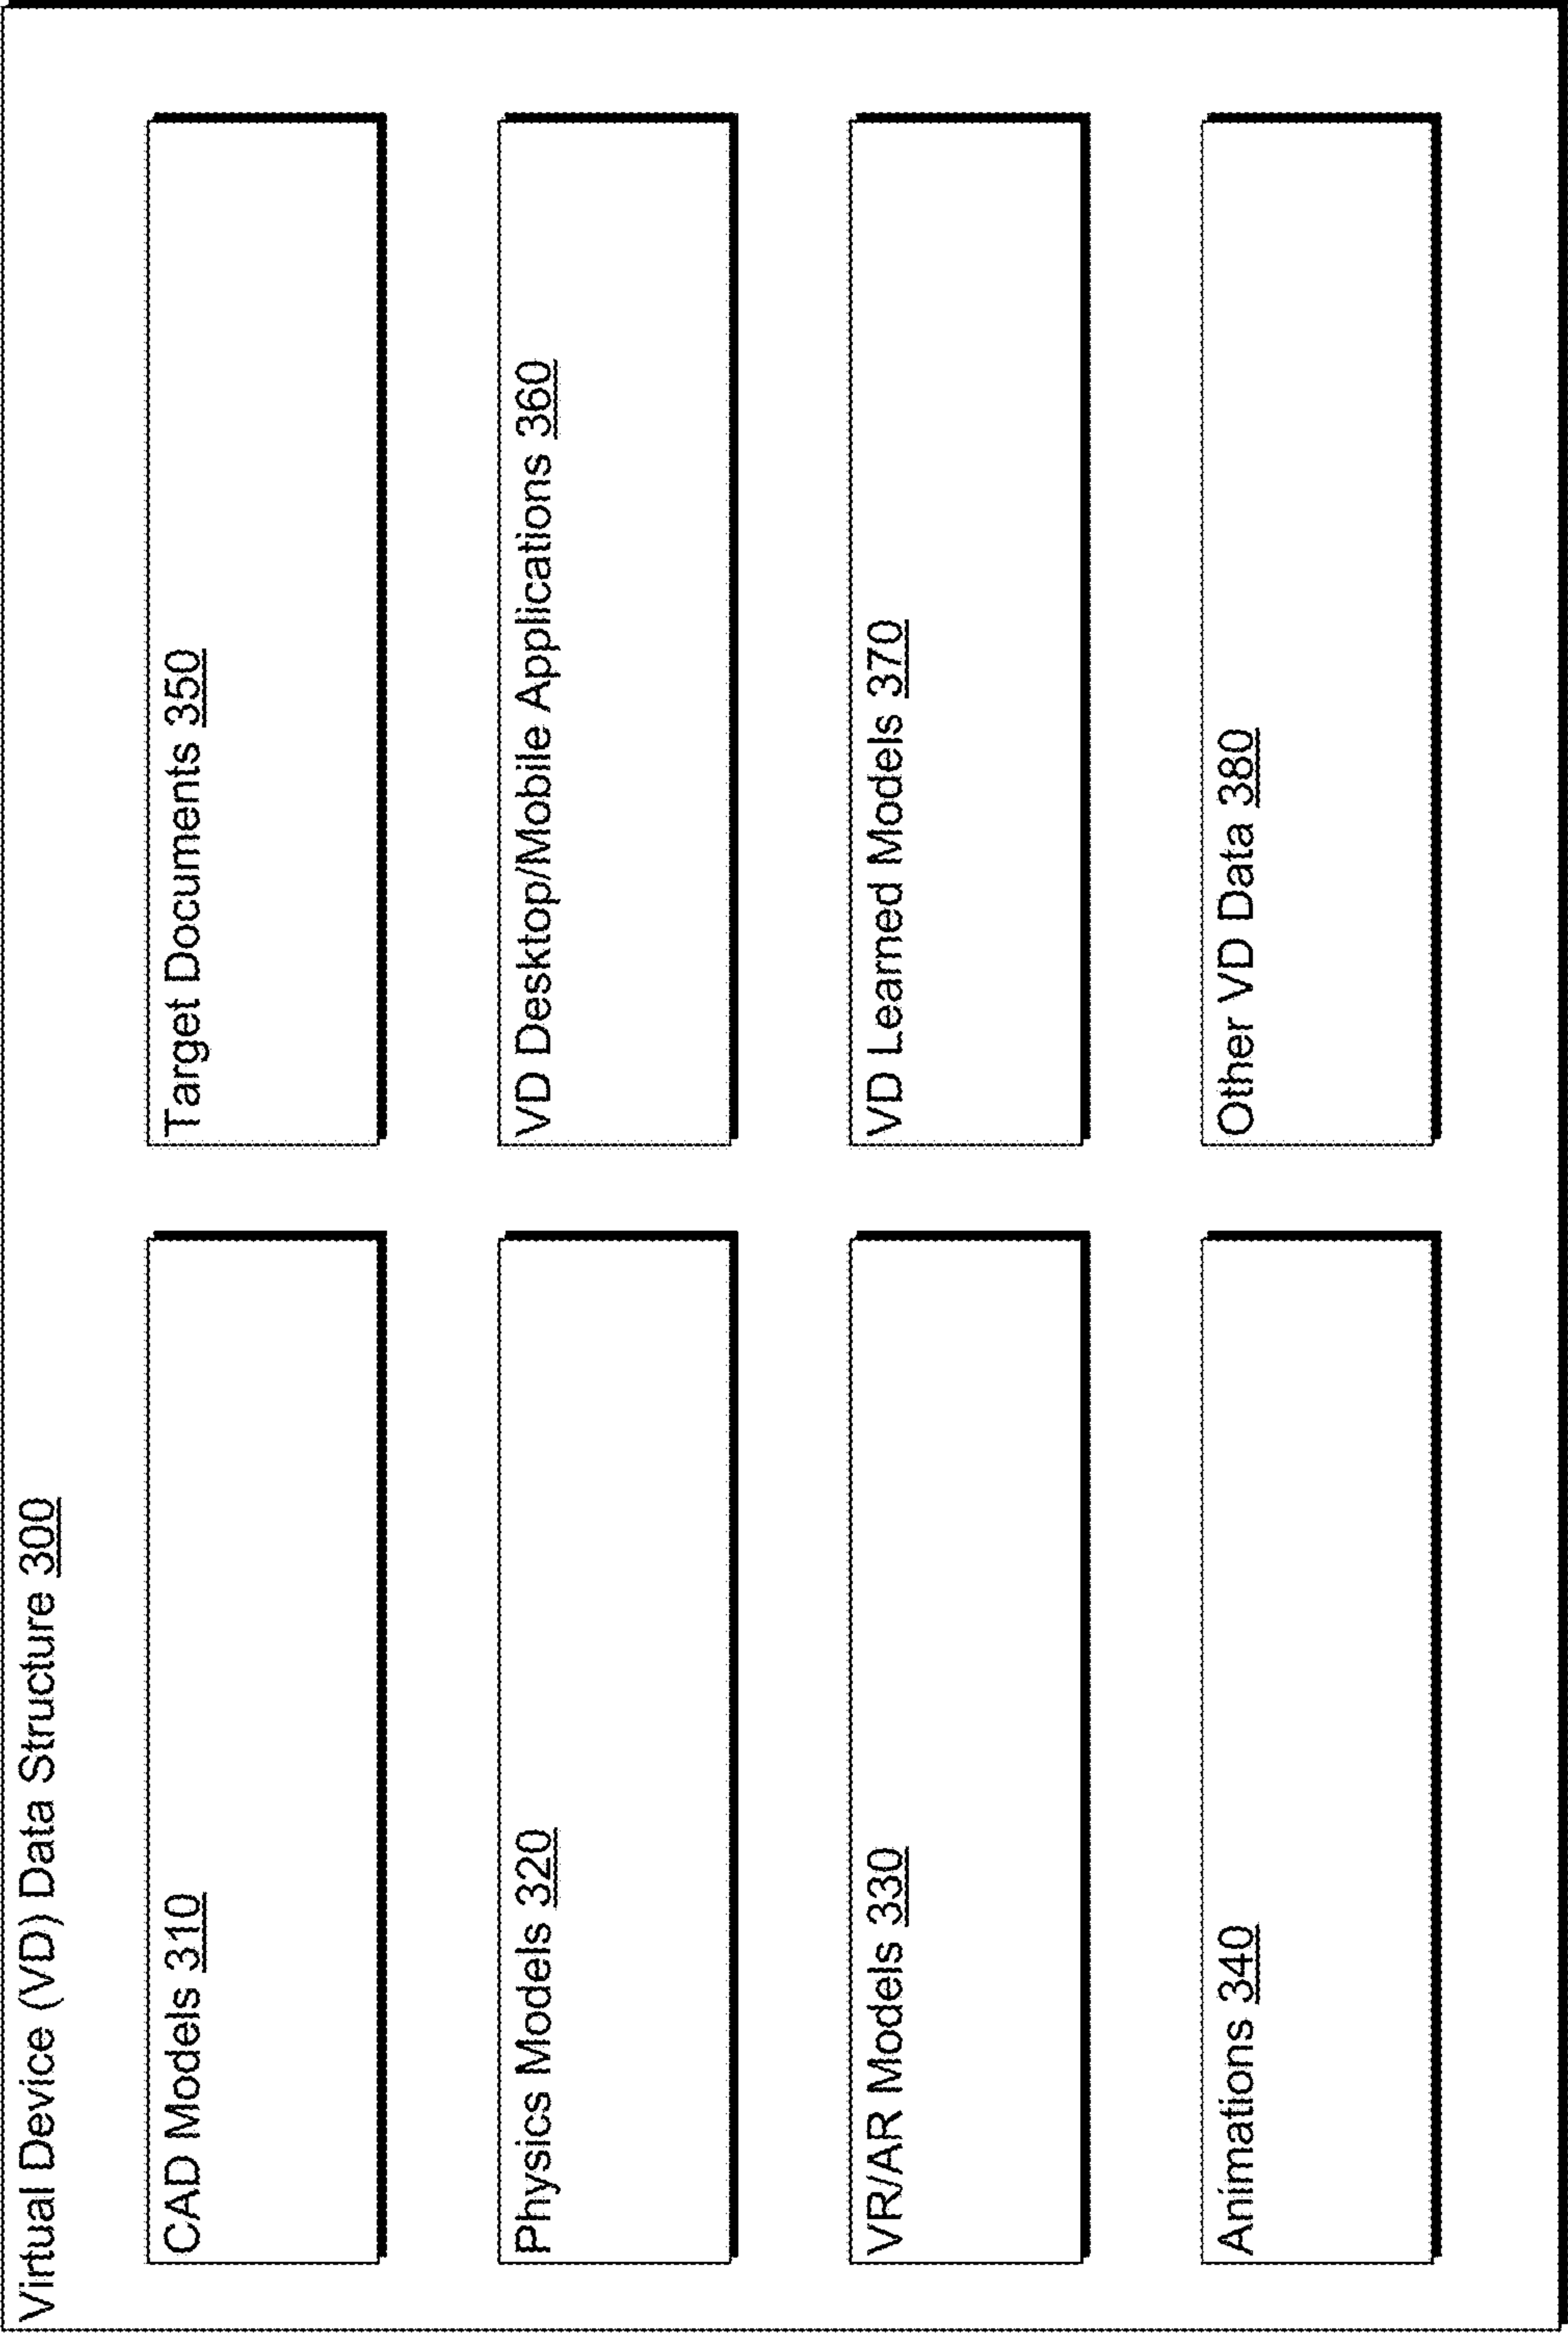 Virtual Device (VD) Data Structure 300
CAD Models 310
Physics Models 320
VR/AR Models 330
Animations 340
Target Documents 350
VD Desktop/Mobile Applications 360
VD Learned Models 370
Other VD Data 380